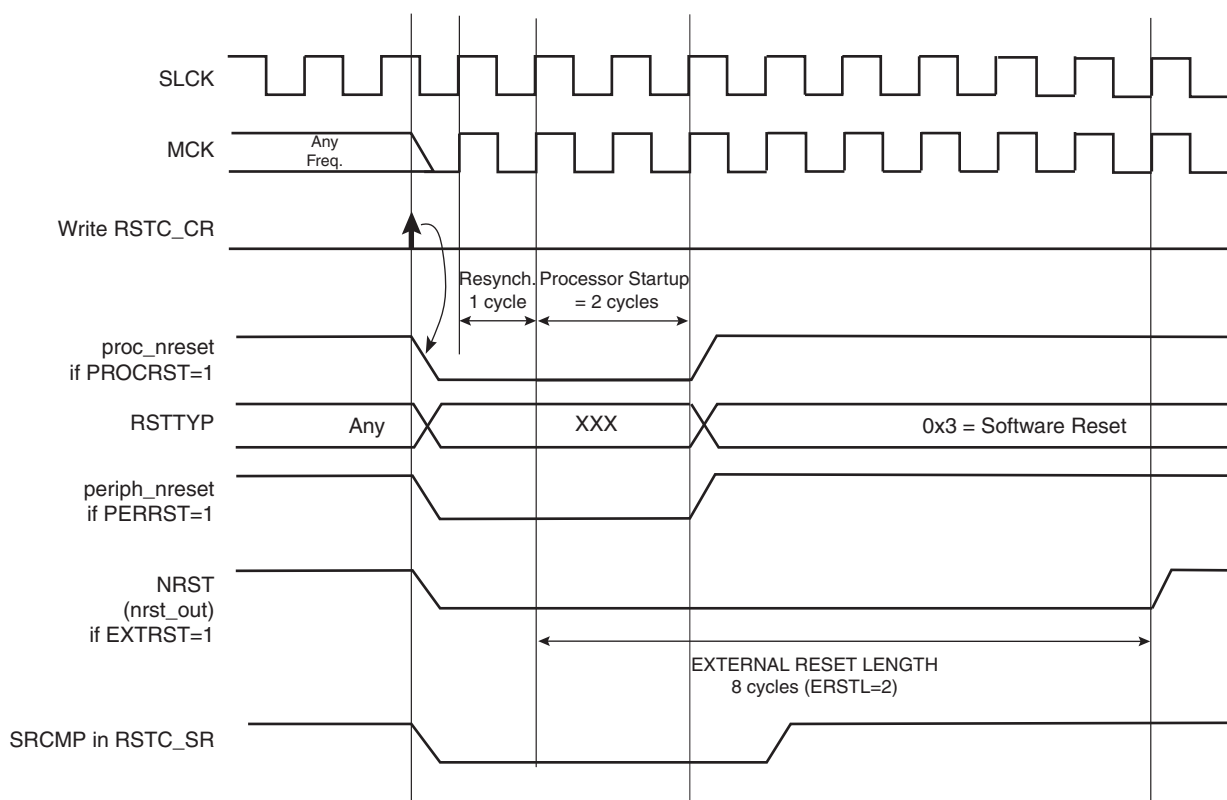 SLCK
MCK
Any
Freq.
Write RSTC_CR
Resynch.
1 cycle
Processor Startup
= 2 cycles
proc_nreset
if PROCRST=1
RSTTYP
Any
XXX
0x3 = Software Reset
periph_nreset
if PERRST=1
NRST
(nrst_out)
if EXTRST=1
EXTERNAL RESET LENGTH
8 cycles (ERSTL=2)
SRCMP in RSTC_SR